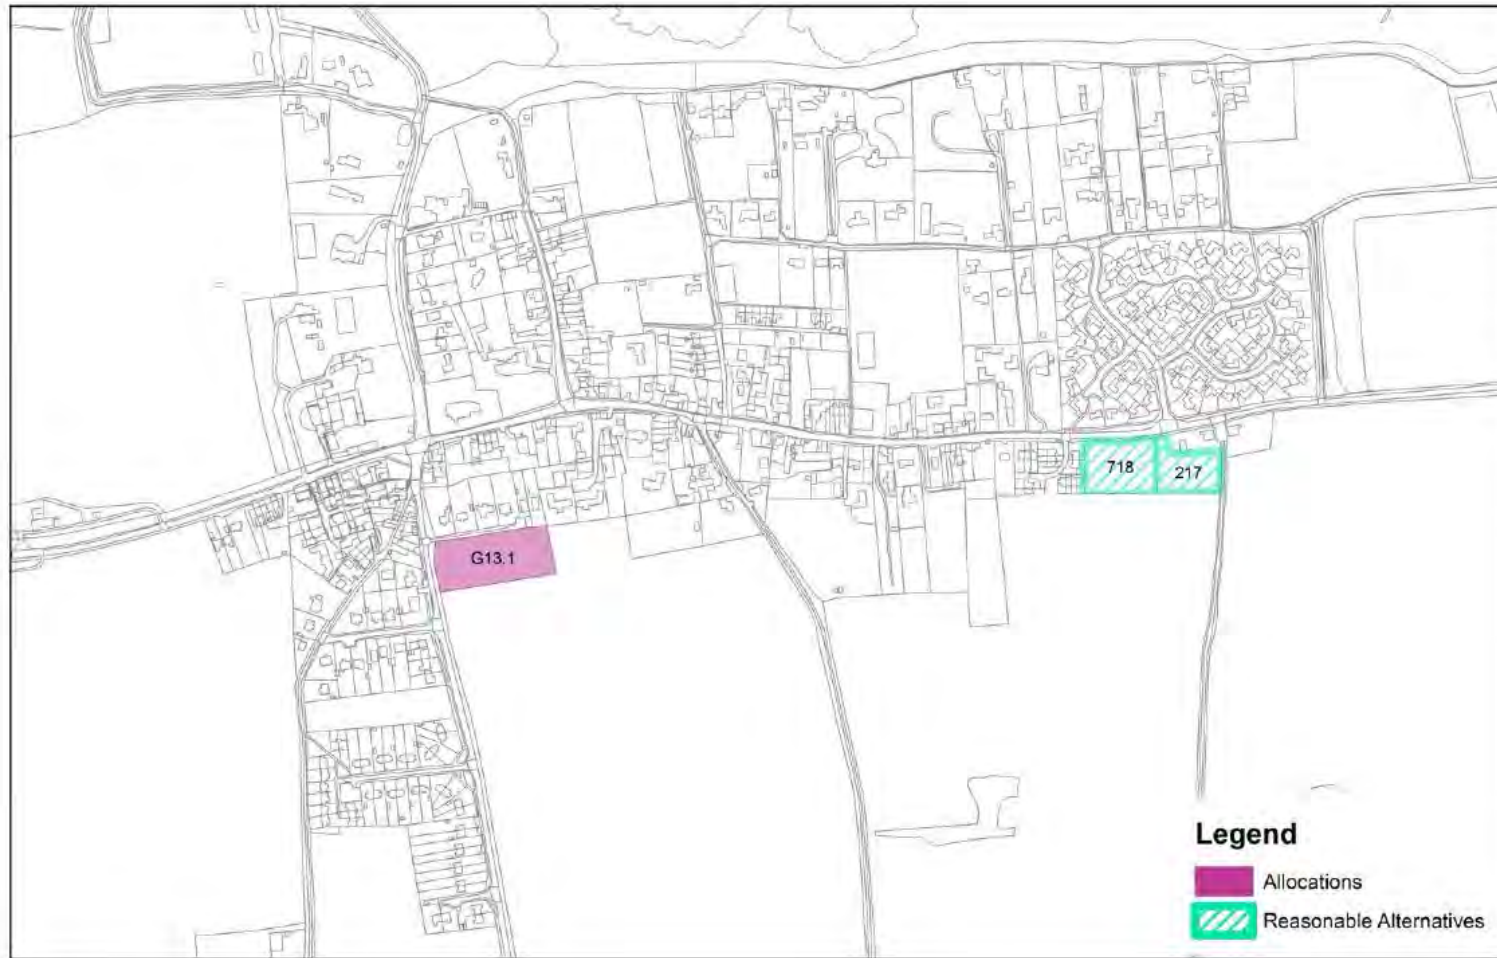 718
217
G13.1
Legend
Allocations
Reasonable Alternatives